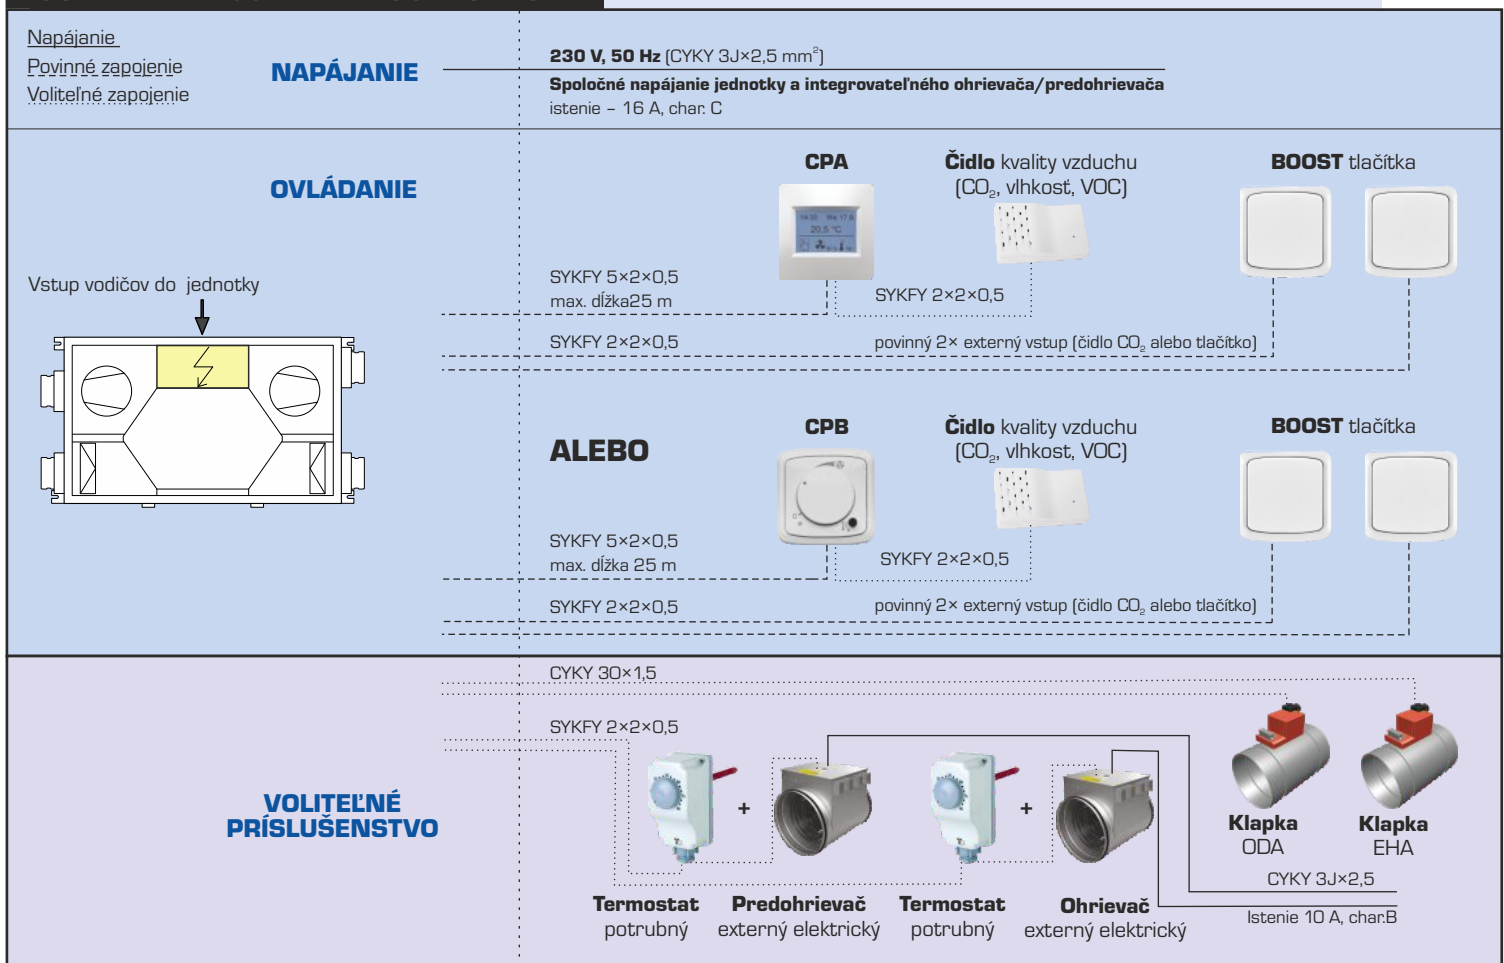 Napájanie
Povinné zapojenie
Voliteľné zapojenie
NAPÁJANIE
230 V, 50 Hz (CYKY 3J×2,5 mm²)
Spoločné napájanie jednotky a integrovateľného ohrievača/predohrievača
istenie – 16 A, char. C
OVLÁDANIE
CPA
Čidlo kvality vzduchu
(CO₂, vlhkosť, VOC)
BOOST tlačítka
20,5 °C
Vstup vodičov do jednotky
SYKFY 5×2×0,5
max. dĺžka25 m
SYKFY 2×2×0,5
SYKFY 2×2×0,5
povinný 2× externý vstup (čidlo CO₂ alebo tlačítko)
ALEBO
CPB
Čidlo kvality vzduchu
(CO₂, vlhkost, VOC)
BOOST tlačítka
SYKFY 5×2×0,5
max. dĺžka 25 m
SYKFY 2×2×0,5
SYKFY 2×2×0,5
povinný 2× externý vstup (čidlo CO₂ alebo tlačítko)
CYKY 3O×1,5
SYKFY 2×2×0,5
VOLITEĽNÉ
PRÍSLUŠENSTVO
+
+
Klapka
ODA
Klapka
EHA
CYKY 3J×2,5
Istenie 10 A, char.B
Termostat
potrubný
Predohrievač
externý elektrický
Termostat
potrubný
Ohrievač
externý elektrický